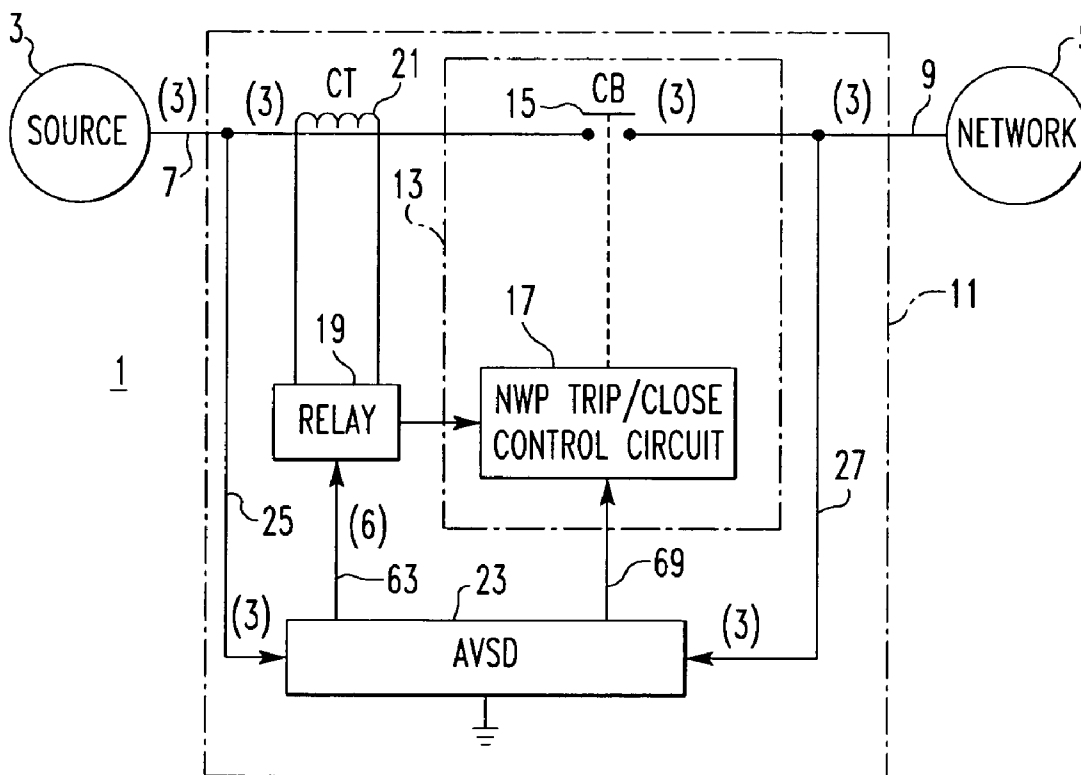 3
SOURCE
(3)
7
(3)
CT
21
15
CB
(3)
(3)
9
NETWORK
13
11
1
19
RELAY
17
NWP TRIP/CLOSE
CONTROL CIRCUIT
25
(6)
63
69
27
(3)
23
AVSD
(3)